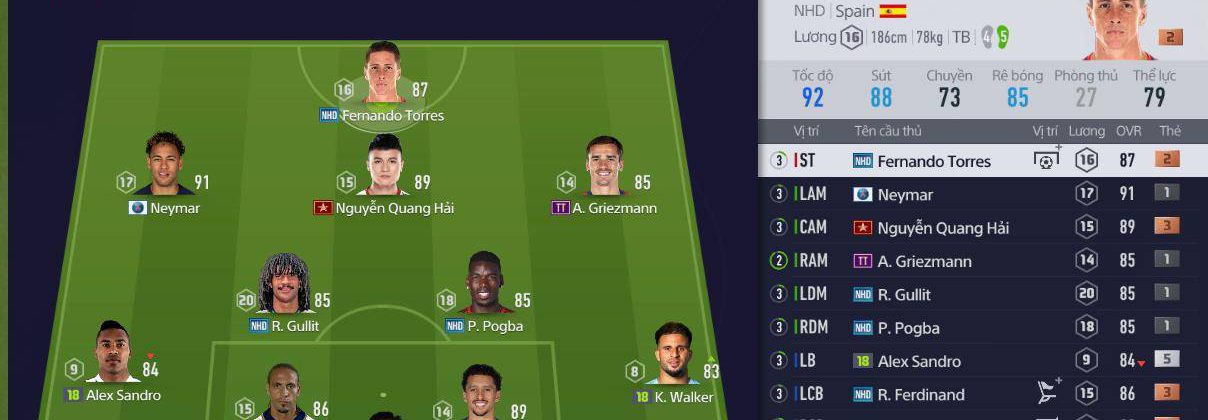 16 87
NHD Fernando Torres
17 91
Neymar
15 89
Nguyễn Quang Hải
14 85
TT A. Griezmann
20 85
NHD R. Gullit
18 85
NHD P. Pogba
9 84
18 Alex Sandro
8 83
18 K. Walker
15 86
14 89
NHD Spain
Lương 16 186cm 78kg TB 4 5
2
Tốc độ Sút Chuyền Rê bóng Phòng thủ Thể lực
92 88 73 85 27 79
Vị trí Tên cầu thủ Vị trí Lương OVR Thẻ
3 ST NHD Fernando Torres 16 87 2
3 LAM Neymar 17 91 1
3 CAM Nguyễn Quang Hải 15 89 3
2 RAM TT A. Griezmann 14 85 1
3 LDM NHD R. Gullit 20 85 1
3 RDM NHD P. Pogba 18 85 1
3 LB 18 Alex Sandro 9 84 5
3 LCB NHD R. Ferdinand 15 86 3